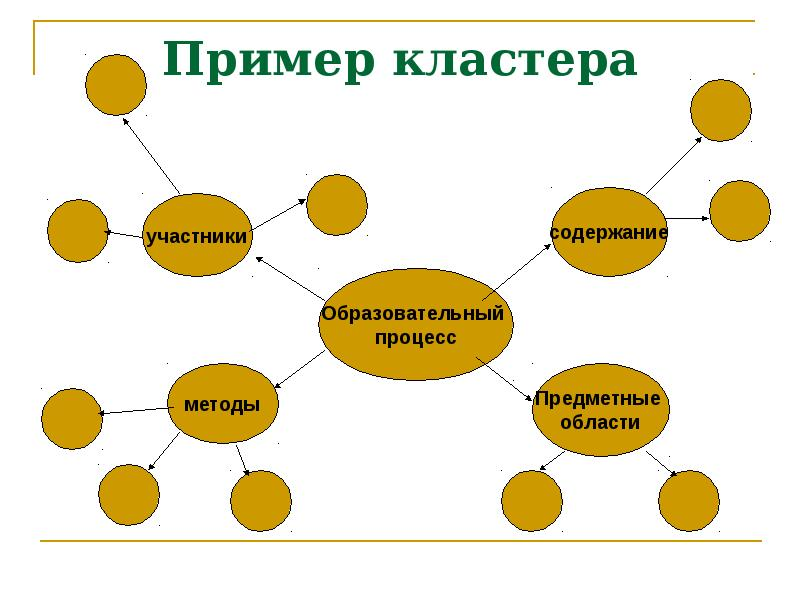 Пример кластера
участники
содержание
Образовательный
процесс
методы
Предметные
области